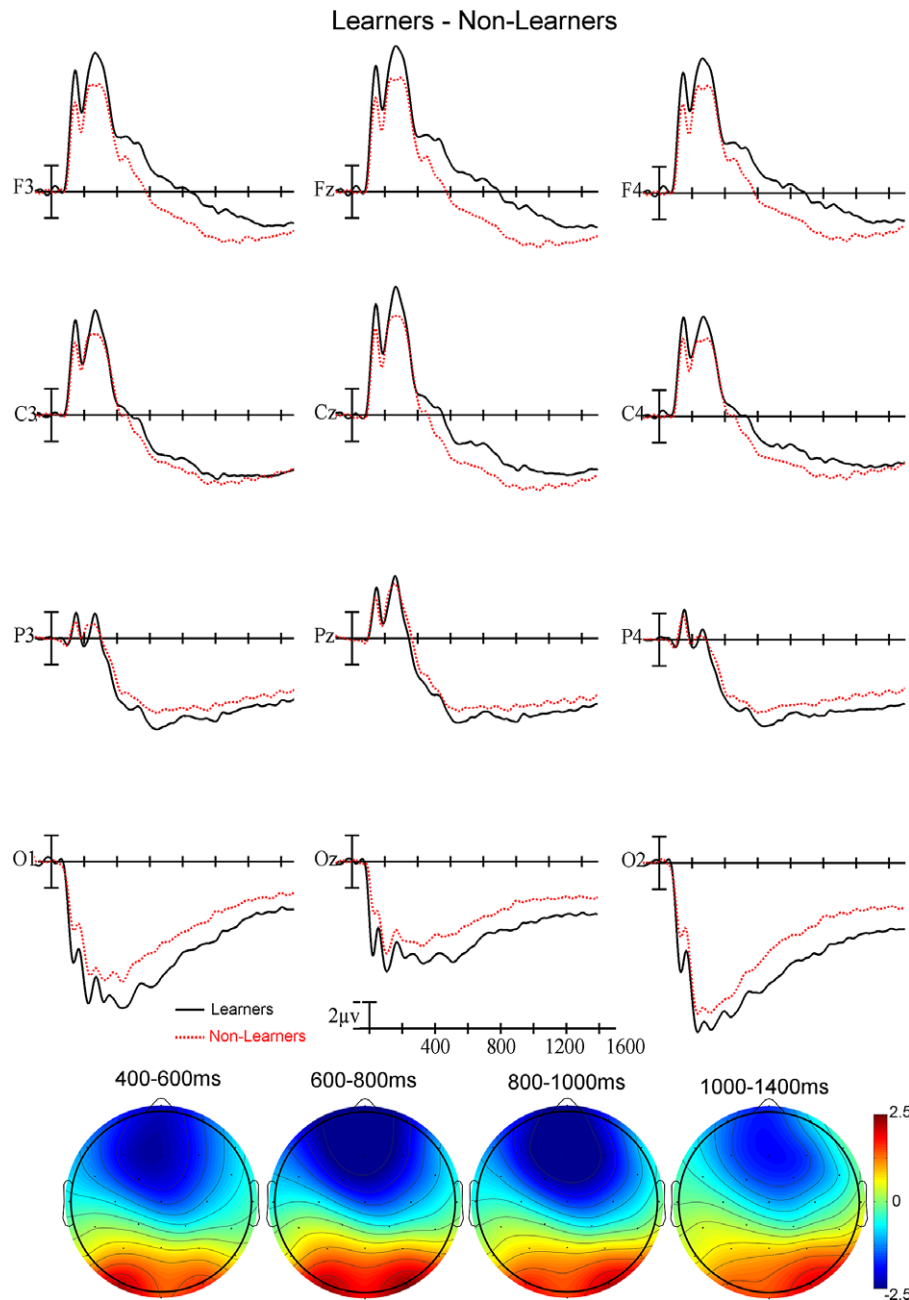 Learners - Non-Learners
F3
Fz
F4
C3
Cz
C4
P3
Pz
P4
O1
Oz
O2
Learners
Non-Learners
2μv
400 800 1200 1600
400-600ms
600-800ms
800-1000ms
1000-1400ms
2.5
0
-2.5